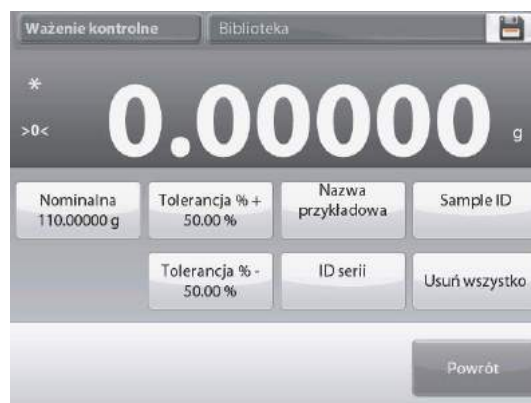 Ważenie kontrolne
Biblioteka
*
>0<
0.00000
g
Nominalna
110.00000 g
Tolerancja % +
50.00 %
Nazwa
przykładowa
Sample ID
Tolerancja % -
50.00 %
ID serii
Usuń wszystko
Powrót